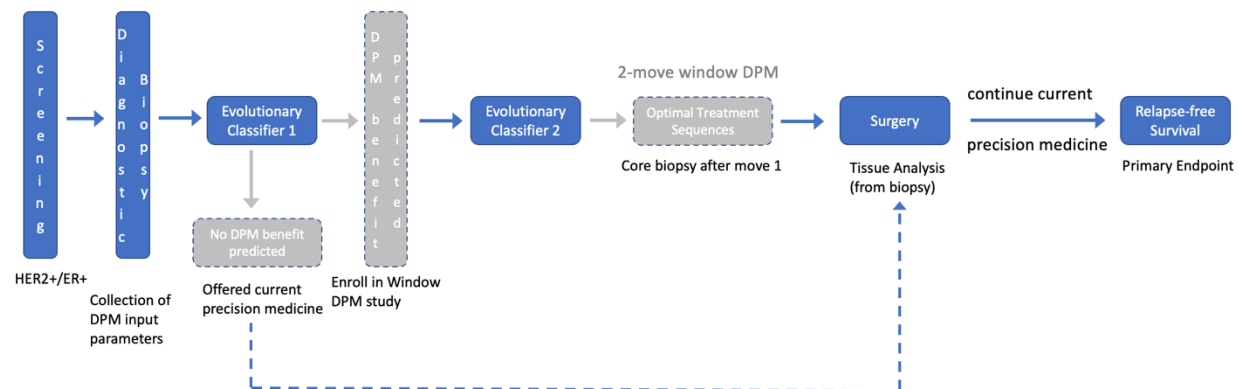 Screening
HER2+/ER+
Diagnostic
Biopsy
Collection of
DPM input
parameters
Evolutionary
Classifier 1
No DPM benefit
predicted
Offered current
precision medicine
DPM benefit
predicted
Enroll in Window
DPM study
Evolutionary
Classifier 2
2-move window DPM
Optimal Treatment
Sequences
Core biopsy after move 1
Surgery
Tissue Analysis
(from biopsy)
continue current
precision medicine
Relapse-free
Survival
Primary Endpoint